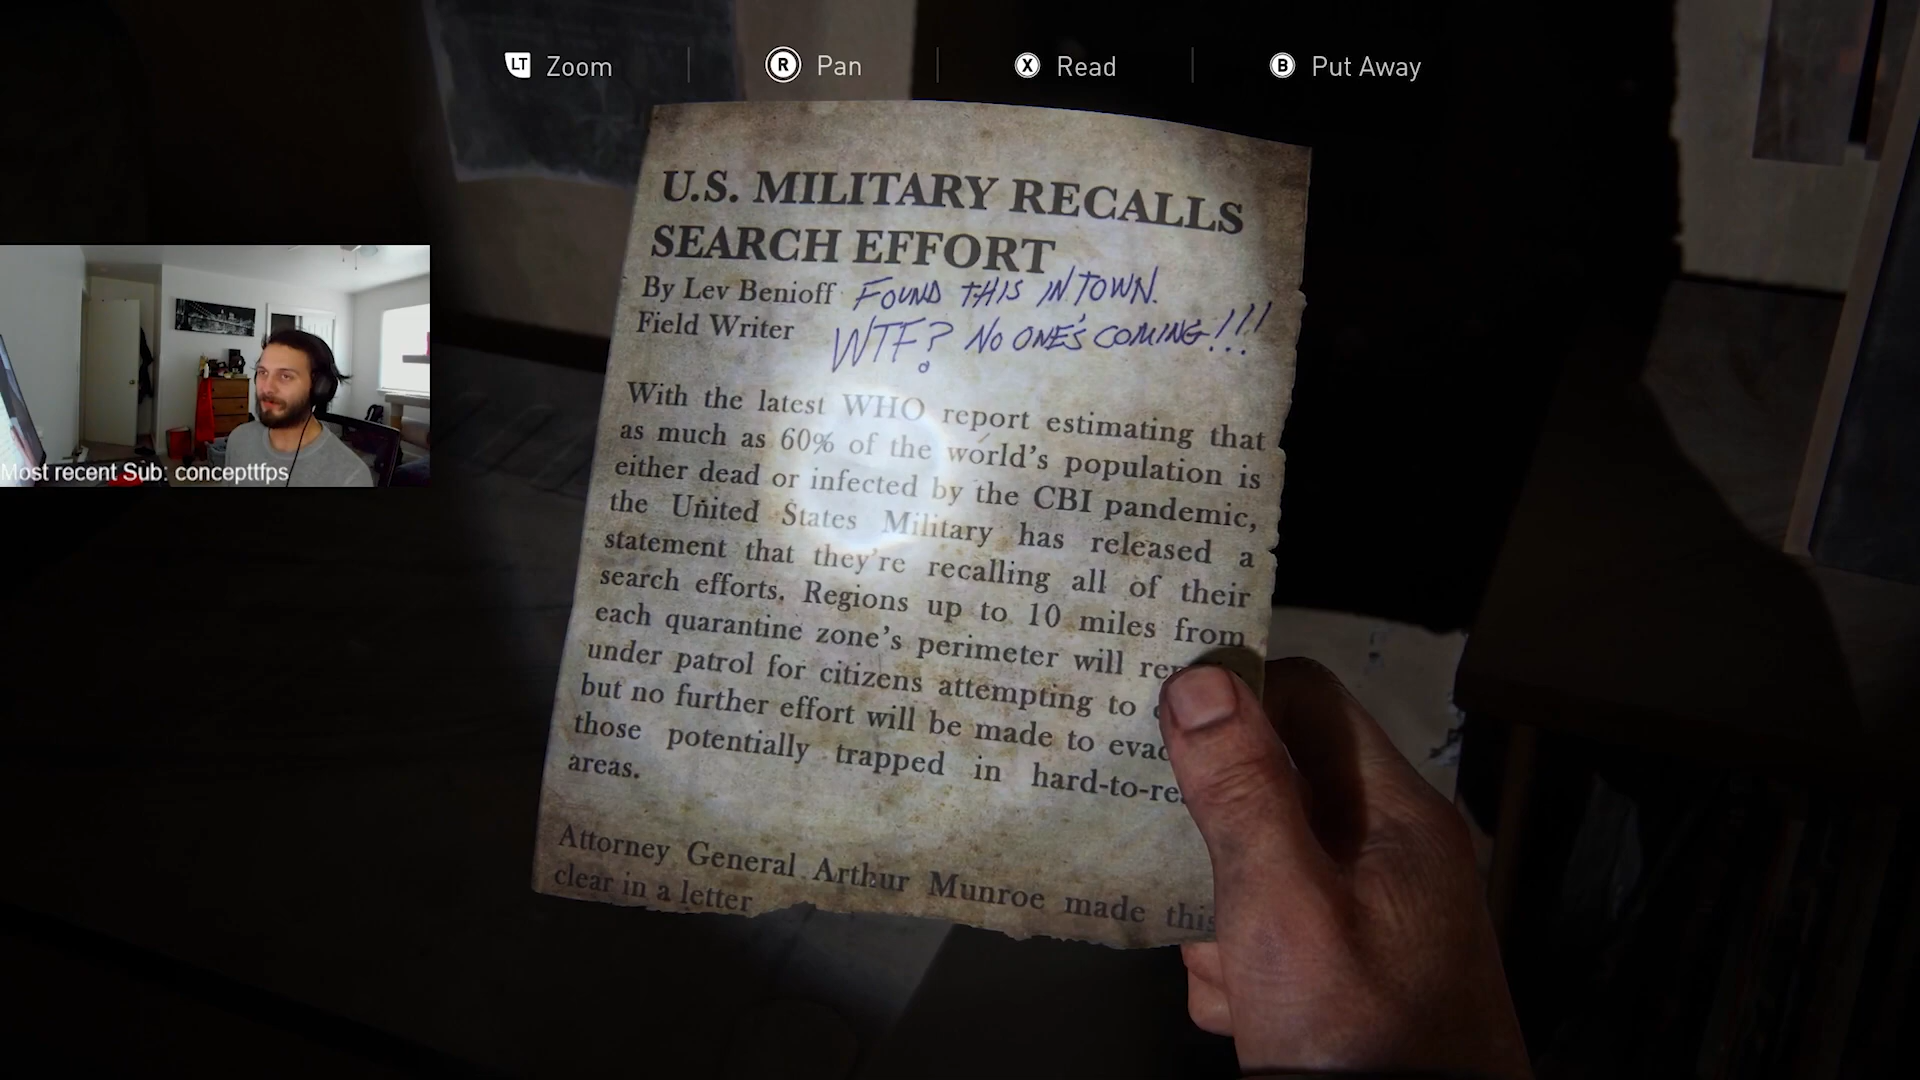 LT Zoom R Pan X Read B Put Away
U.S. MILITARY RECALLS
SEARCH EFFORT
By Lev Benioff FOUND THIS IN TOWN.
Field Writer WTF? NO ONE'S COMING!!!
With the latest WHO report estimating that
as much as 60% of the world's population is
either dead or infected by the CBI pandemic,
the United States Military has released a
statement that they're recalling all of their
search efforts. Regions up to 10 miles from
each quarantine zone's perimeter will
under patrol for citizens attempting to
but no further effort will be made to
those potentially trapped in
areas.
Attorney General Arthur Munroe made this
clear in a letter
Most recent Sub: concepttfps